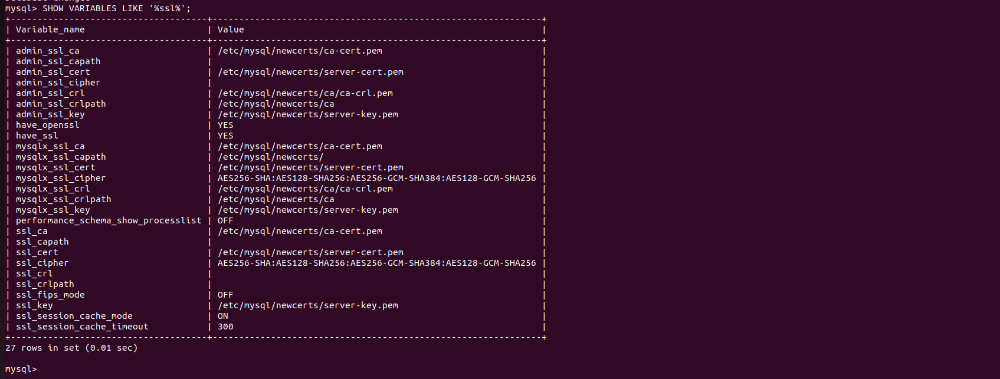 mysql> SHOW VARIABLES LIKE '%ssl%';
+-------------------------------------+--------------------------------------------------------------+
| Variable_name                       | Value                                                        |
+-------------------------------------+--------------------------------------------------------------+
| admin_ssl_ca                        | /etc/mysql/newcerts/ca-cert.pem                              |
| admin_ssl_capath                    |                                                              |
| admin_ssl_cert                      | /etc/mysql/newcerts/server-cert.pem                          |
| admin_ssl_cipher                    |                                                              |
| admin_ssl_crl                       | /etc/mysql/newcerts/ca/ca-crl.pem                            |
| admin_ssl_crlpath                   | /etc/mysql/newcerts/ca                                       |
| admin_ssl_key                       | /etc/mysql/newcerts/server-key.pem                           |
| have_openssl                        | YES                                                          |
| have_ssl                            | YES                                                          |
| mysqlx_ssl_ca                       | /etc/mysql/newcerts/ca-cert.pem                              |
| mysqlx_ssl_capath                   | /etc/mysql/newcerts/                                         |
| mysqlx_ssl_cert                     | /etc/mysql/newcerts/server-cert.pem                          |
| mysqlx_ssl_cipher                   | AES256-SHA:AES128-SHA256:AES256-GCM-SHA384:AES128-GCM-SHA256 |
| mysqlx_ssl_crl                      | /etc/mysql/newcerts/ca/ca-crl.pem                            |
| mysqlx_ssl_crlpath                  | /etc/mysql/newcerts/ca                                       |
| mysqlx_ssl_key                      | /etc/mysql/newcerts/server-key.pem                           |
| performance_schema_show_processlist | OFF                                                          |
| ssl_ca                              | /etc/mysql/newcerts/ca-cert.pem                              |
| ssl_capath                          |                                                              |
| ssl_cert                            | /etc/mysql/newcerts/server-cert.pem                          |
| ssl_cipher                          | AES256-SHA:AES128-SHA256:AES256-GCM-SHA384:AES128-GCM-SHA256 |
| ssl_crl                             |                                                              |
| ssl_crlpath                         |                                                              |
| ssl_fips_mode                       | OFF                                                          |
| ssl_key                             | /etc/mysql/newcerts/server-key.pem                           |
| ssl_session_cache_mode              | ON                                                           |
| ssl_session_cache_timeout           | 300                                                          |
+-------------------------------------+--------------------------------------------------------------+
27 rows in set (0.01 sec)
mysql>